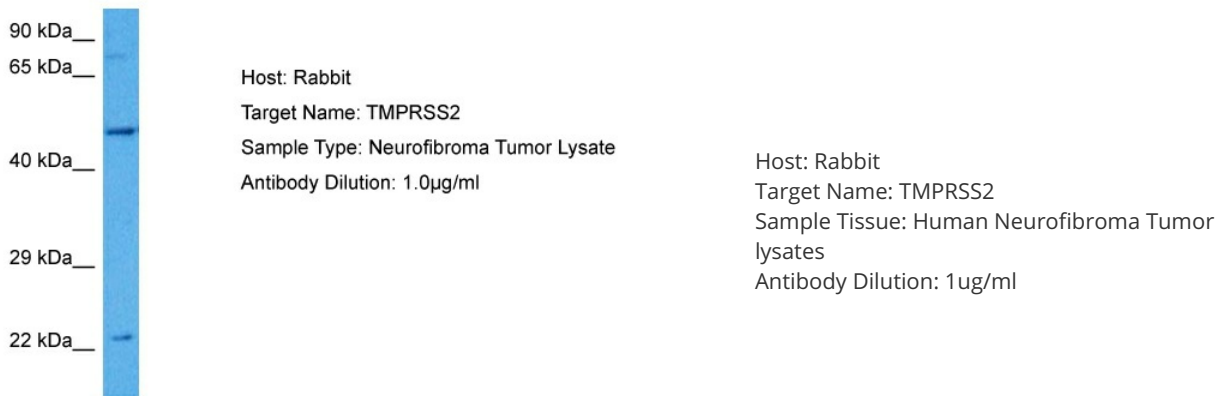 90 kDa__
65 kDa__
40 kDa__
29 kDa__
22 kDa__
Host: Rabbit
Target Name: TMPRSS2
Sample Type: Neurofibroma Tumor Lysate
Antibody Dilution: 1.0µg/ml
Host: Rabbit
Target Name: TMPRSS2
Sample Tissue: Human Neurofibroma Tumor
lysates
Antibody Dilution: 1ug/ml